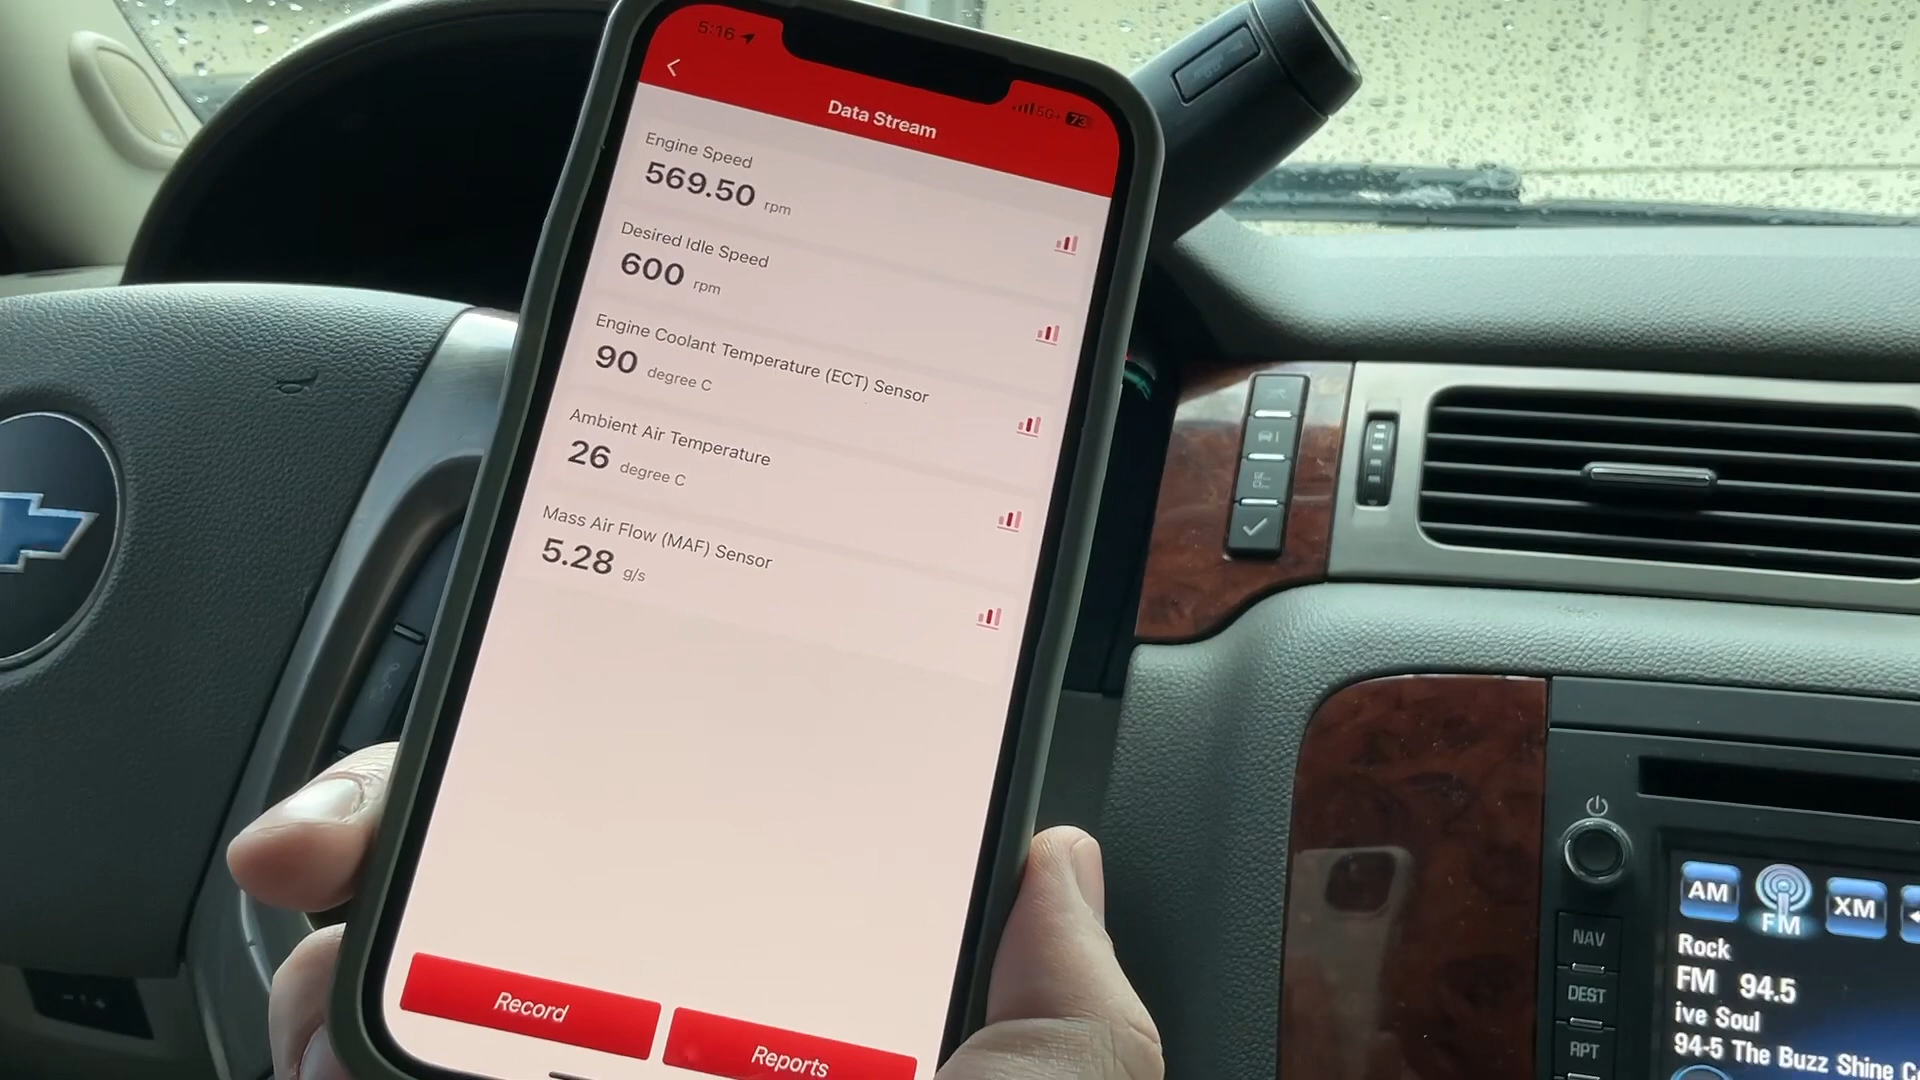 5:16
5G+ 73
Data Stream
Engine Speed
569.50 rpm
Desired Idle Speed
600 rpm
Engine Coolant Temperature (ECT) Sensor
90 degree C
Ambient Air Temperature
26 degree C
Mass Air Flow (MAF) Sensor
5.28 g/s
Record
Reports
AM
FM
XM
NAV
Rock
FM 94.5
DEST
ive Soul
RPT
94-5 The Buzz Shine